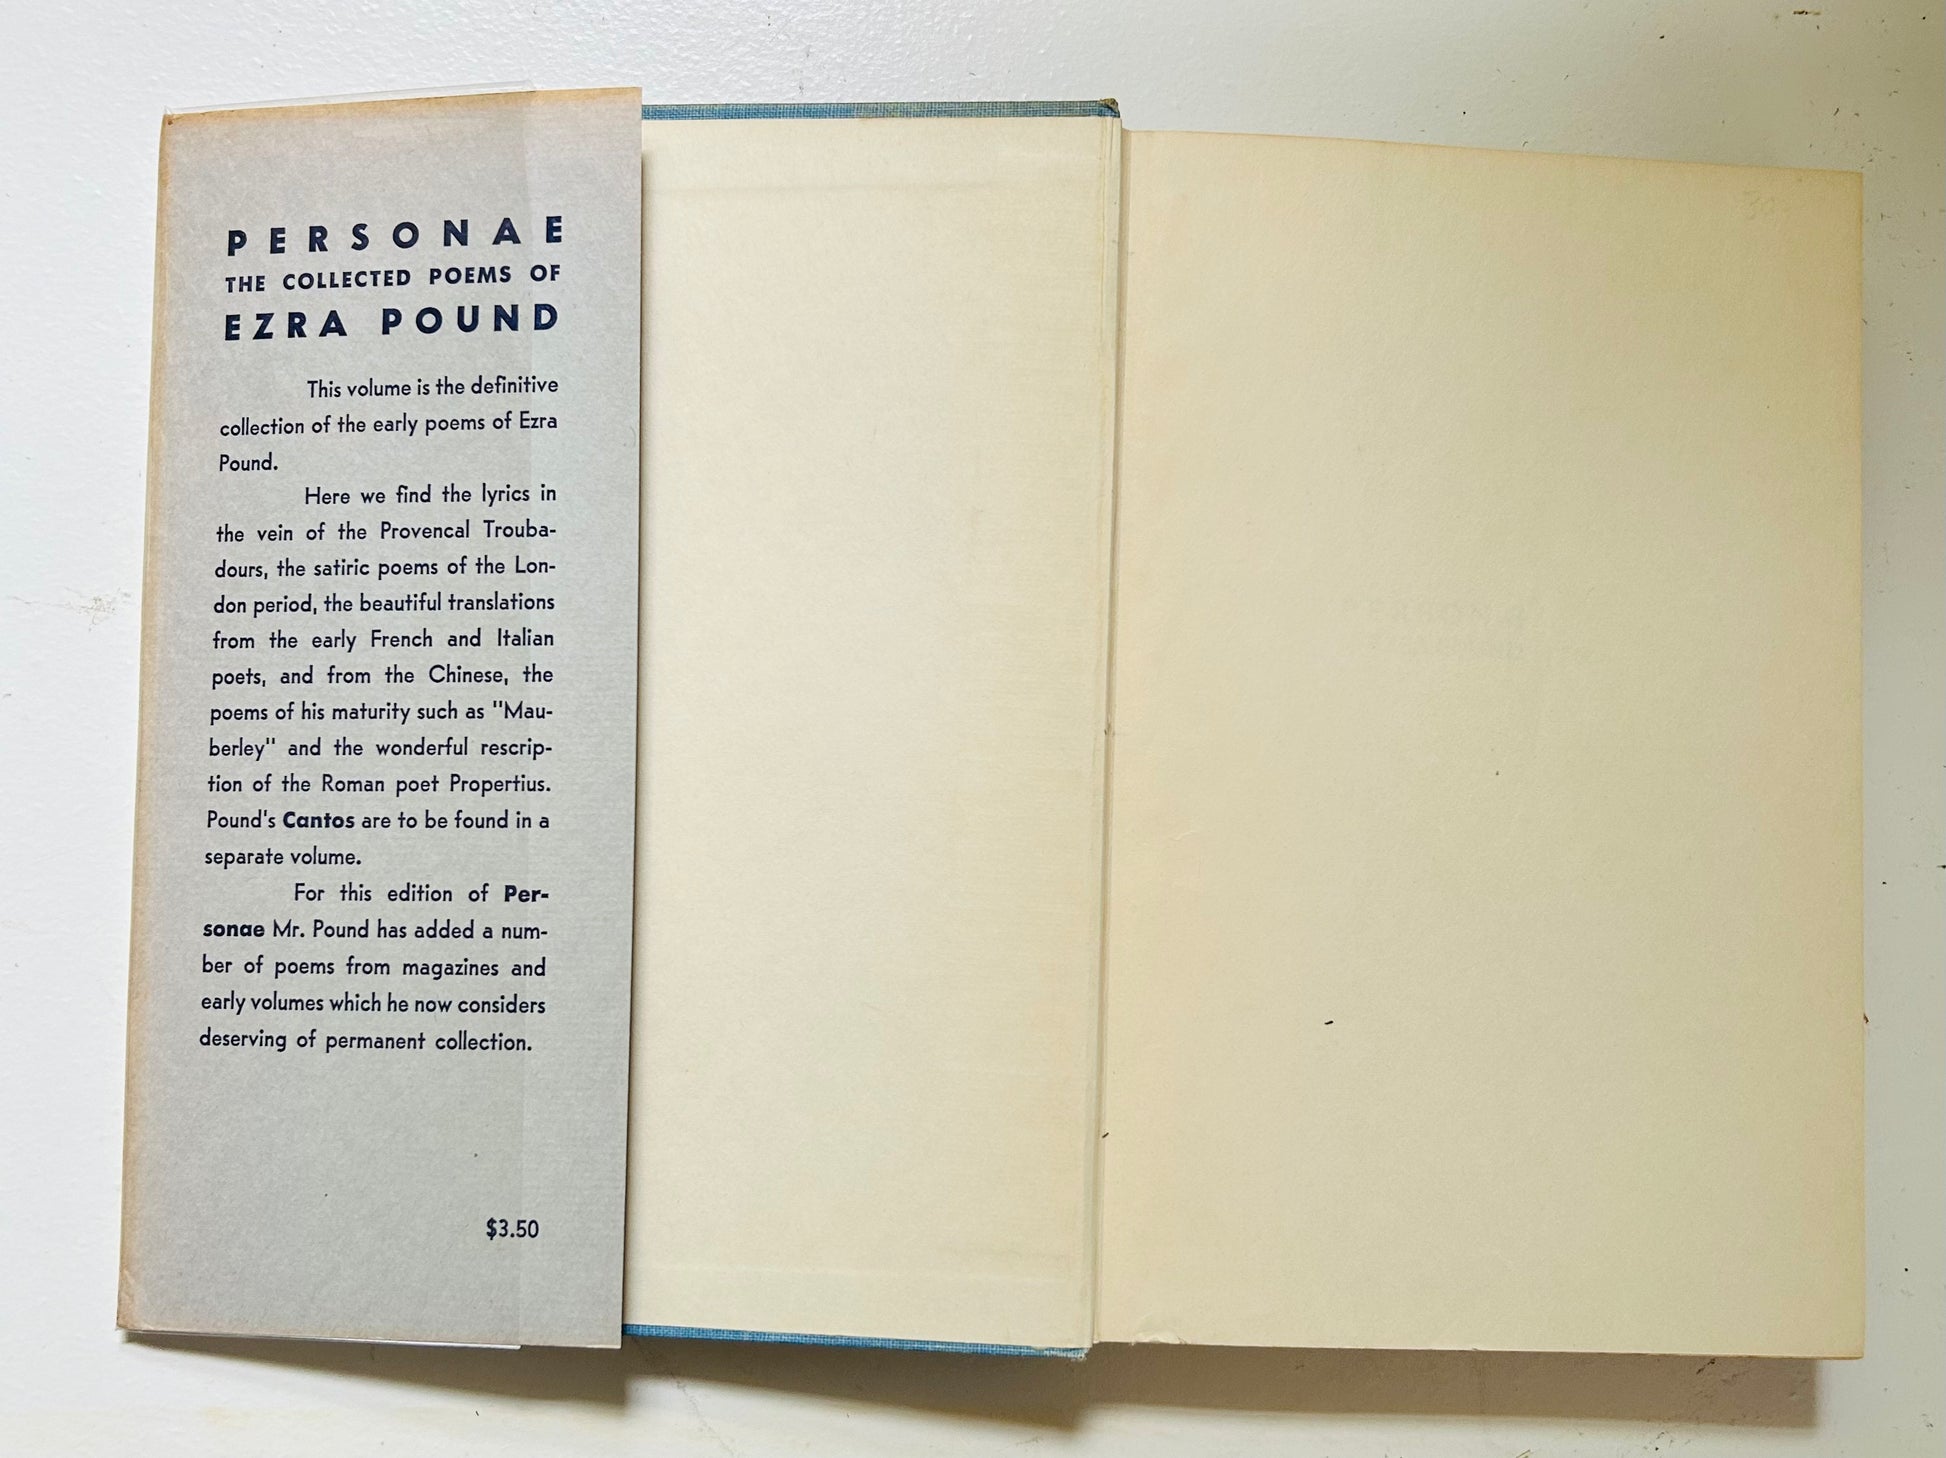 PERSONAE
THE COLLECTED POEMS OF
EZRA POUND
This volume is the definitive
collection of the early poems of Ezra
Pound.
Here we find the lyrics in
the vein of the Provencal Trouba-
dours, the satiric poems of the Lon-
don period, the beautiful translations
from the early French and Italian
poets, and from the Chinese, the
poems of his maturity such as "Mau-
berley" and the wonderful rescrip-
tion of the Roman poet Propertius.
Pound's Cantos are to be found in a
separate volume.
For this edition of Per-
sonae Mr. Pound has added a num-
ber of poems from magazines and
early volumes which he now considers
deserving of permanent collection.
$3.50